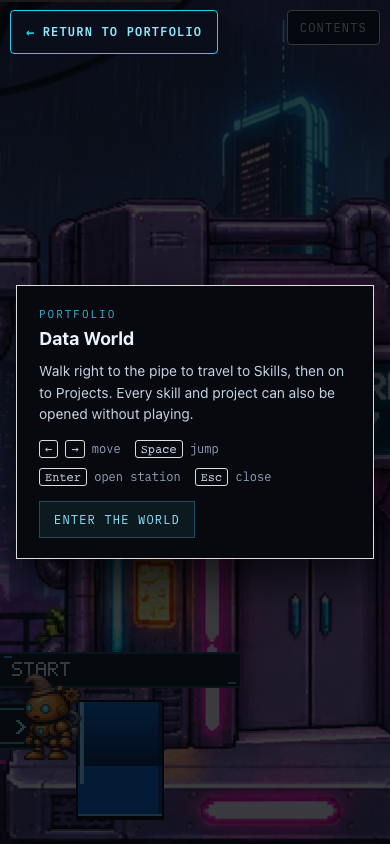 ← RETURN TO PORTFOLIO
CONTENTS
PORTFOLIO
Data World
Walk right to the pipe to travel to Skills, then on
to Projects. Every skill and project can also be
opened without playing.
← → move Space jump
Enter open station Esc close
ENTER THE WORLD
START